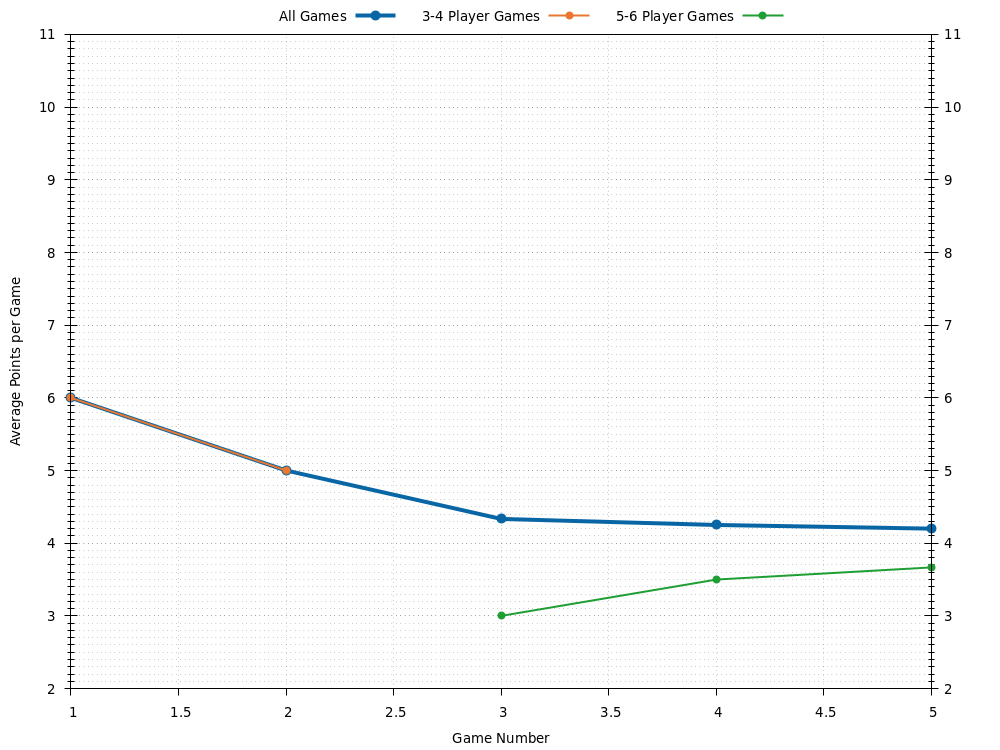 All Games 3-4 Player Games 5-6 Player Games
11 11
10 10
9 9
8 8
7 7
6 6
5 5
4 4
3 3
2 2
Average Points per Game
1 1.5 2 2.5 3 3.5 4 4.5 5
Game Number